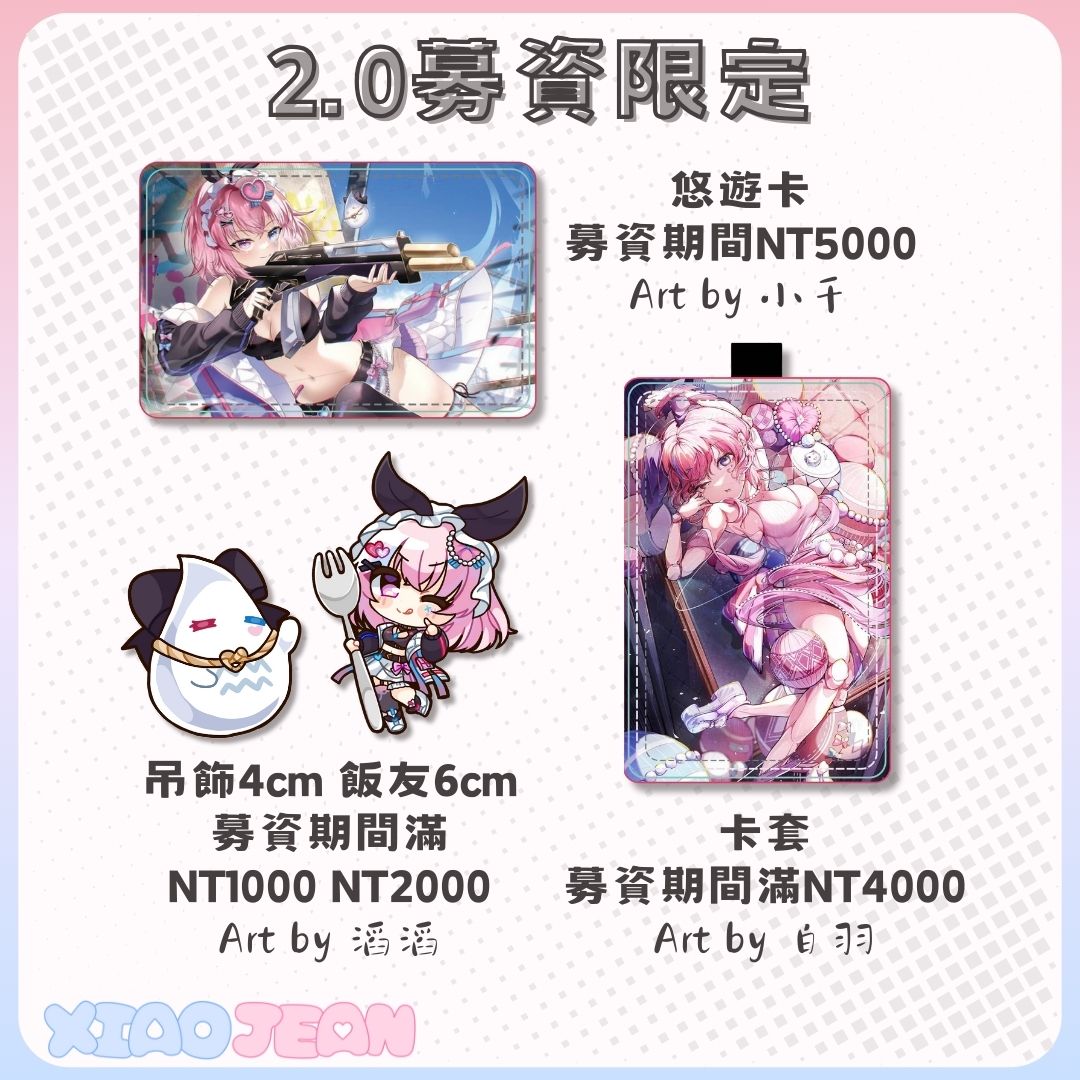 2.0募資限定
悠遊卡
募資期間NT5000
Art by 小千
吊飾4cm 飯友6cm
募資期間滿
NT1000 NT2000
Art by 滔滔
卡套
募資期間滿NT4000
Art by 白羽
XIAOJEAN